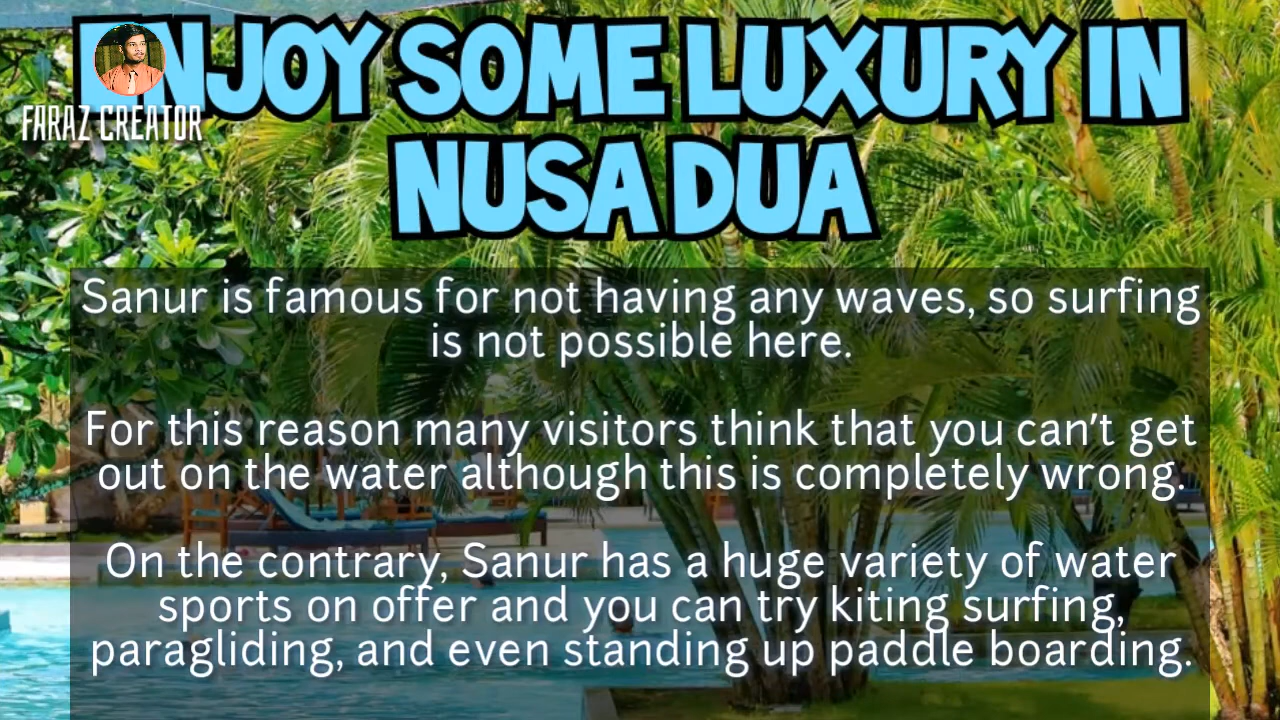 ENJOY SOME LUXURY IN
NUSA DUA
FARAZ CREATOR
Sanur is famous for not having any waves, so surfing
is not possible here.
For this reason many visitors think that you can't get
out on the water although this is completely wrong.
On the contrary, Sanur has a huge variety of water
sports on offer and you can try kiting surfing,
paragliding, and even standing up paddle boarding.